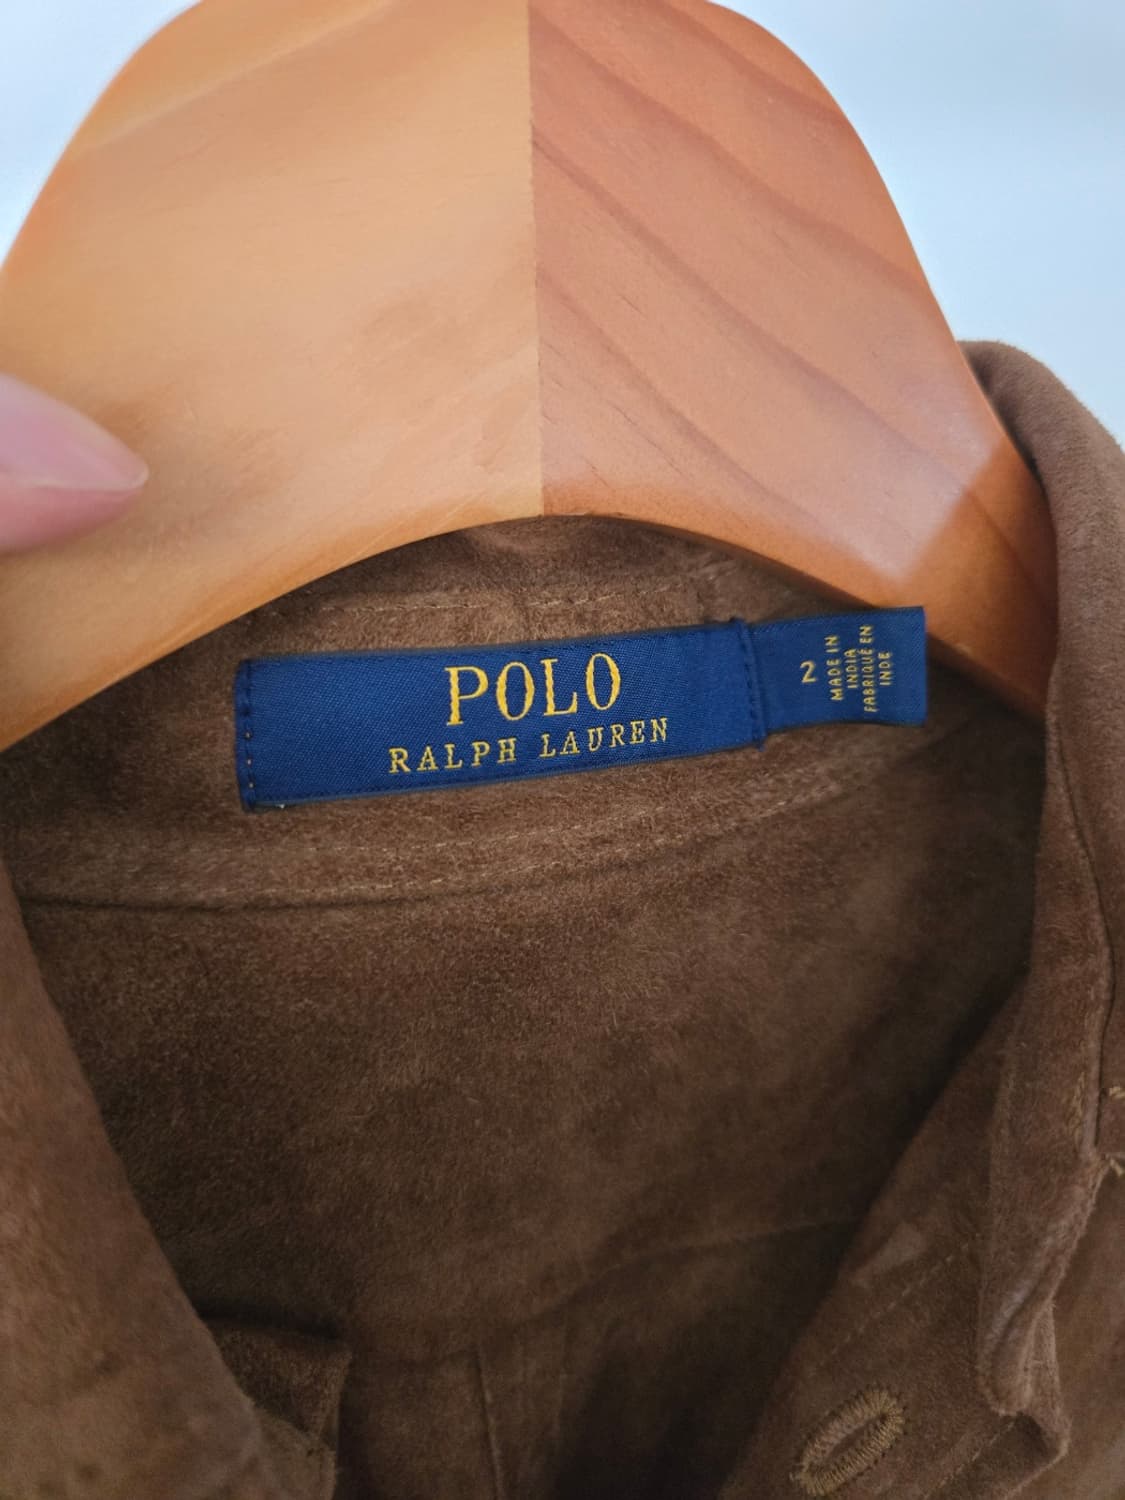 POLO
RALPH LAUREN
2
MADE IN
INDIA
FABRIQUÉ EN
INDE